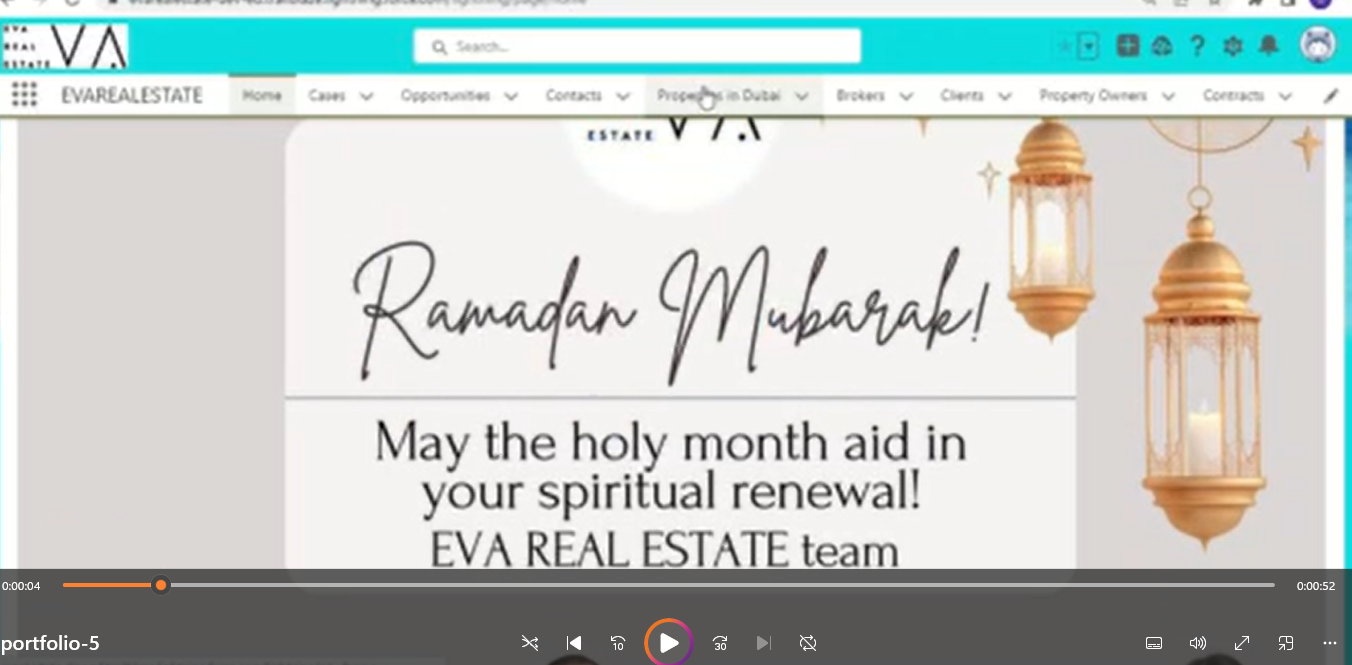 EVA
REAL
ESTATE
VA
Search...
EVAREALESTATE
Home
Cases
Opportunities
Contacts
Properties in Dubai
Brokers
Clients
Property Owners
Contracts
ESTATE VA
Ramadan Mubarak!
May the holy month aid in
your spiritual renewal!
EVA REAL ESTATE team
0:00:04
0:00:52
portfolio-5
10
30